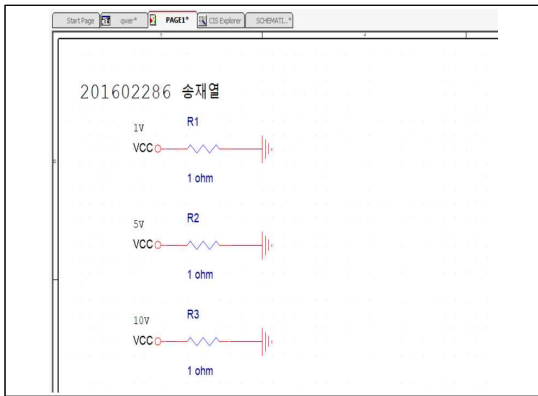 Start Page qwer* PAGE1* CIS Explorer SCHEMATI...*
201602286 송재열
1V
R1
VCC
1 ohm
5V
R2
VCC
1 ohm
10V
R3
VCC
1 ohm